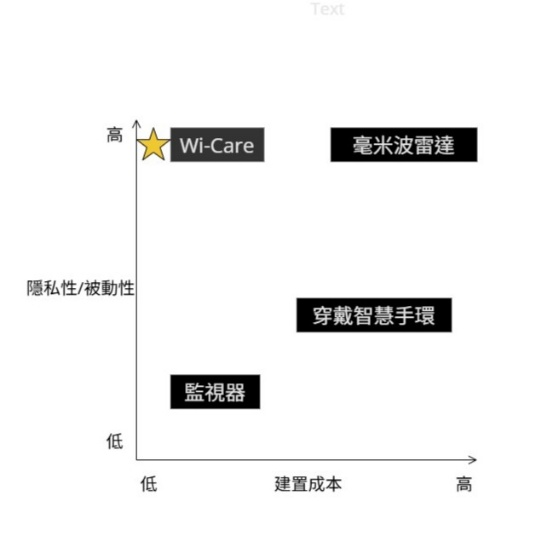 Text
高
Wi-Care
毫米波雷達
隱私性/被動性
穿戴智慧手環
監視器
低
低
建置成本
高